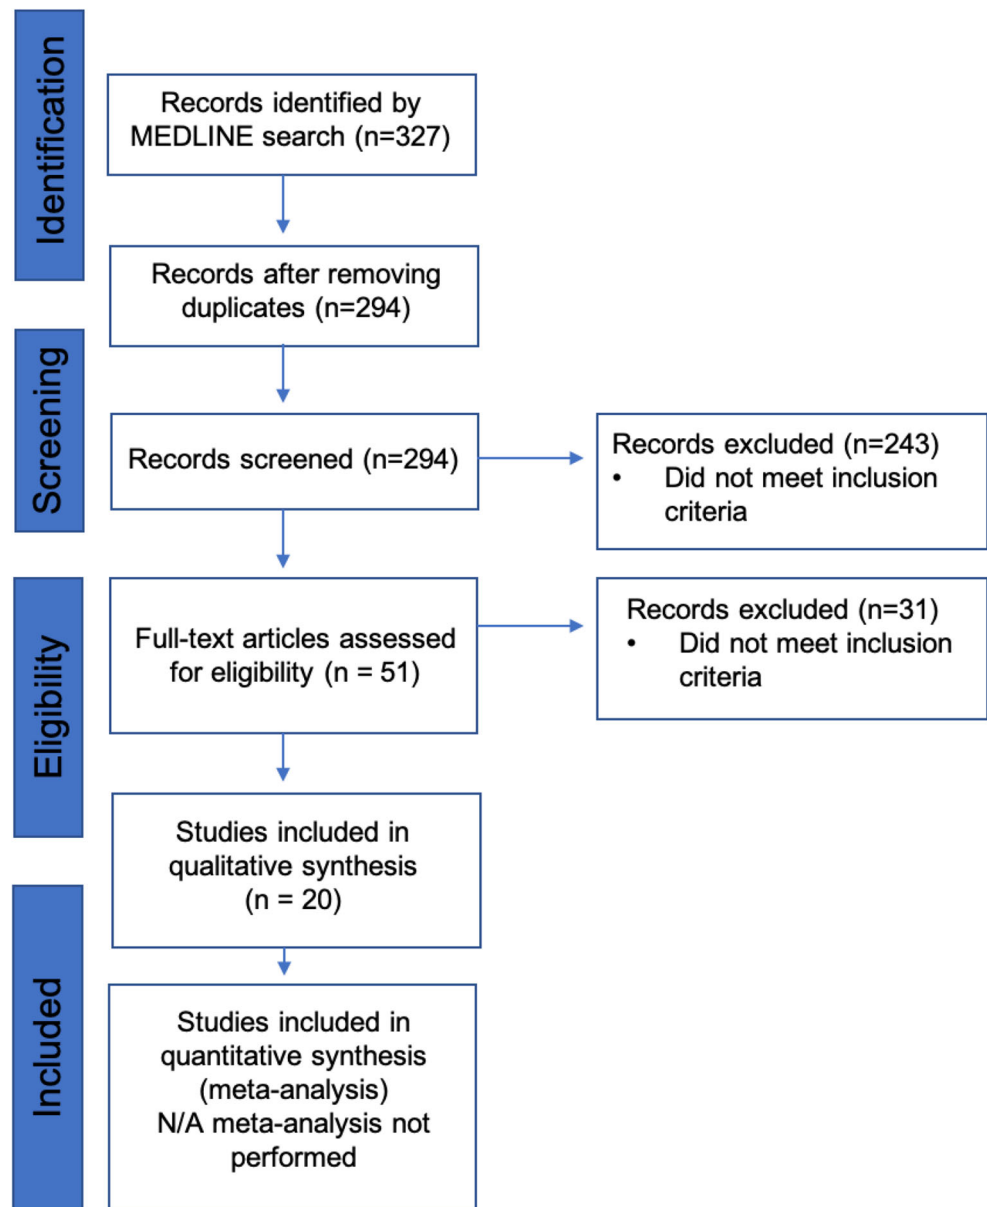 Identification
Records identified by
MEDLINE search (n=327)
Records after removing
duplicates (n=294)
Screening
Records screened (n=294)
Records excluded (n=243)
• Did not meet inclusion
criteria
Eligibility
Full-text articles assessed
for eligibility (n = 51)
Records excluded (n=31)
• Did not meet inclusion
criteria
Studies included in
qualitative synthesis
(n = 20)
Included
Studies included in
quantitative synthesis
(meta-analysis)
N/A meta-analysis not
performed